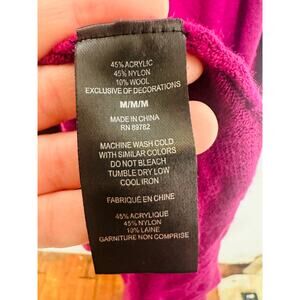 45% ACRYLIC
45% NYLON
10% WOOL
EXCLUSIVE OF DECORATIONS
M/M/M
MADE IN CHINA
RN 89782
MACHINE WASH COLD
WITH SIMILAR COLORS
DO NOT BLEACH
TUMBLE DRY LOW
COOL IRON
FABRIQUÉ EN CHINE
45% ACRYLIQUE
45% NYLON
10% LAINE
GARNITURE NON COMPRISE